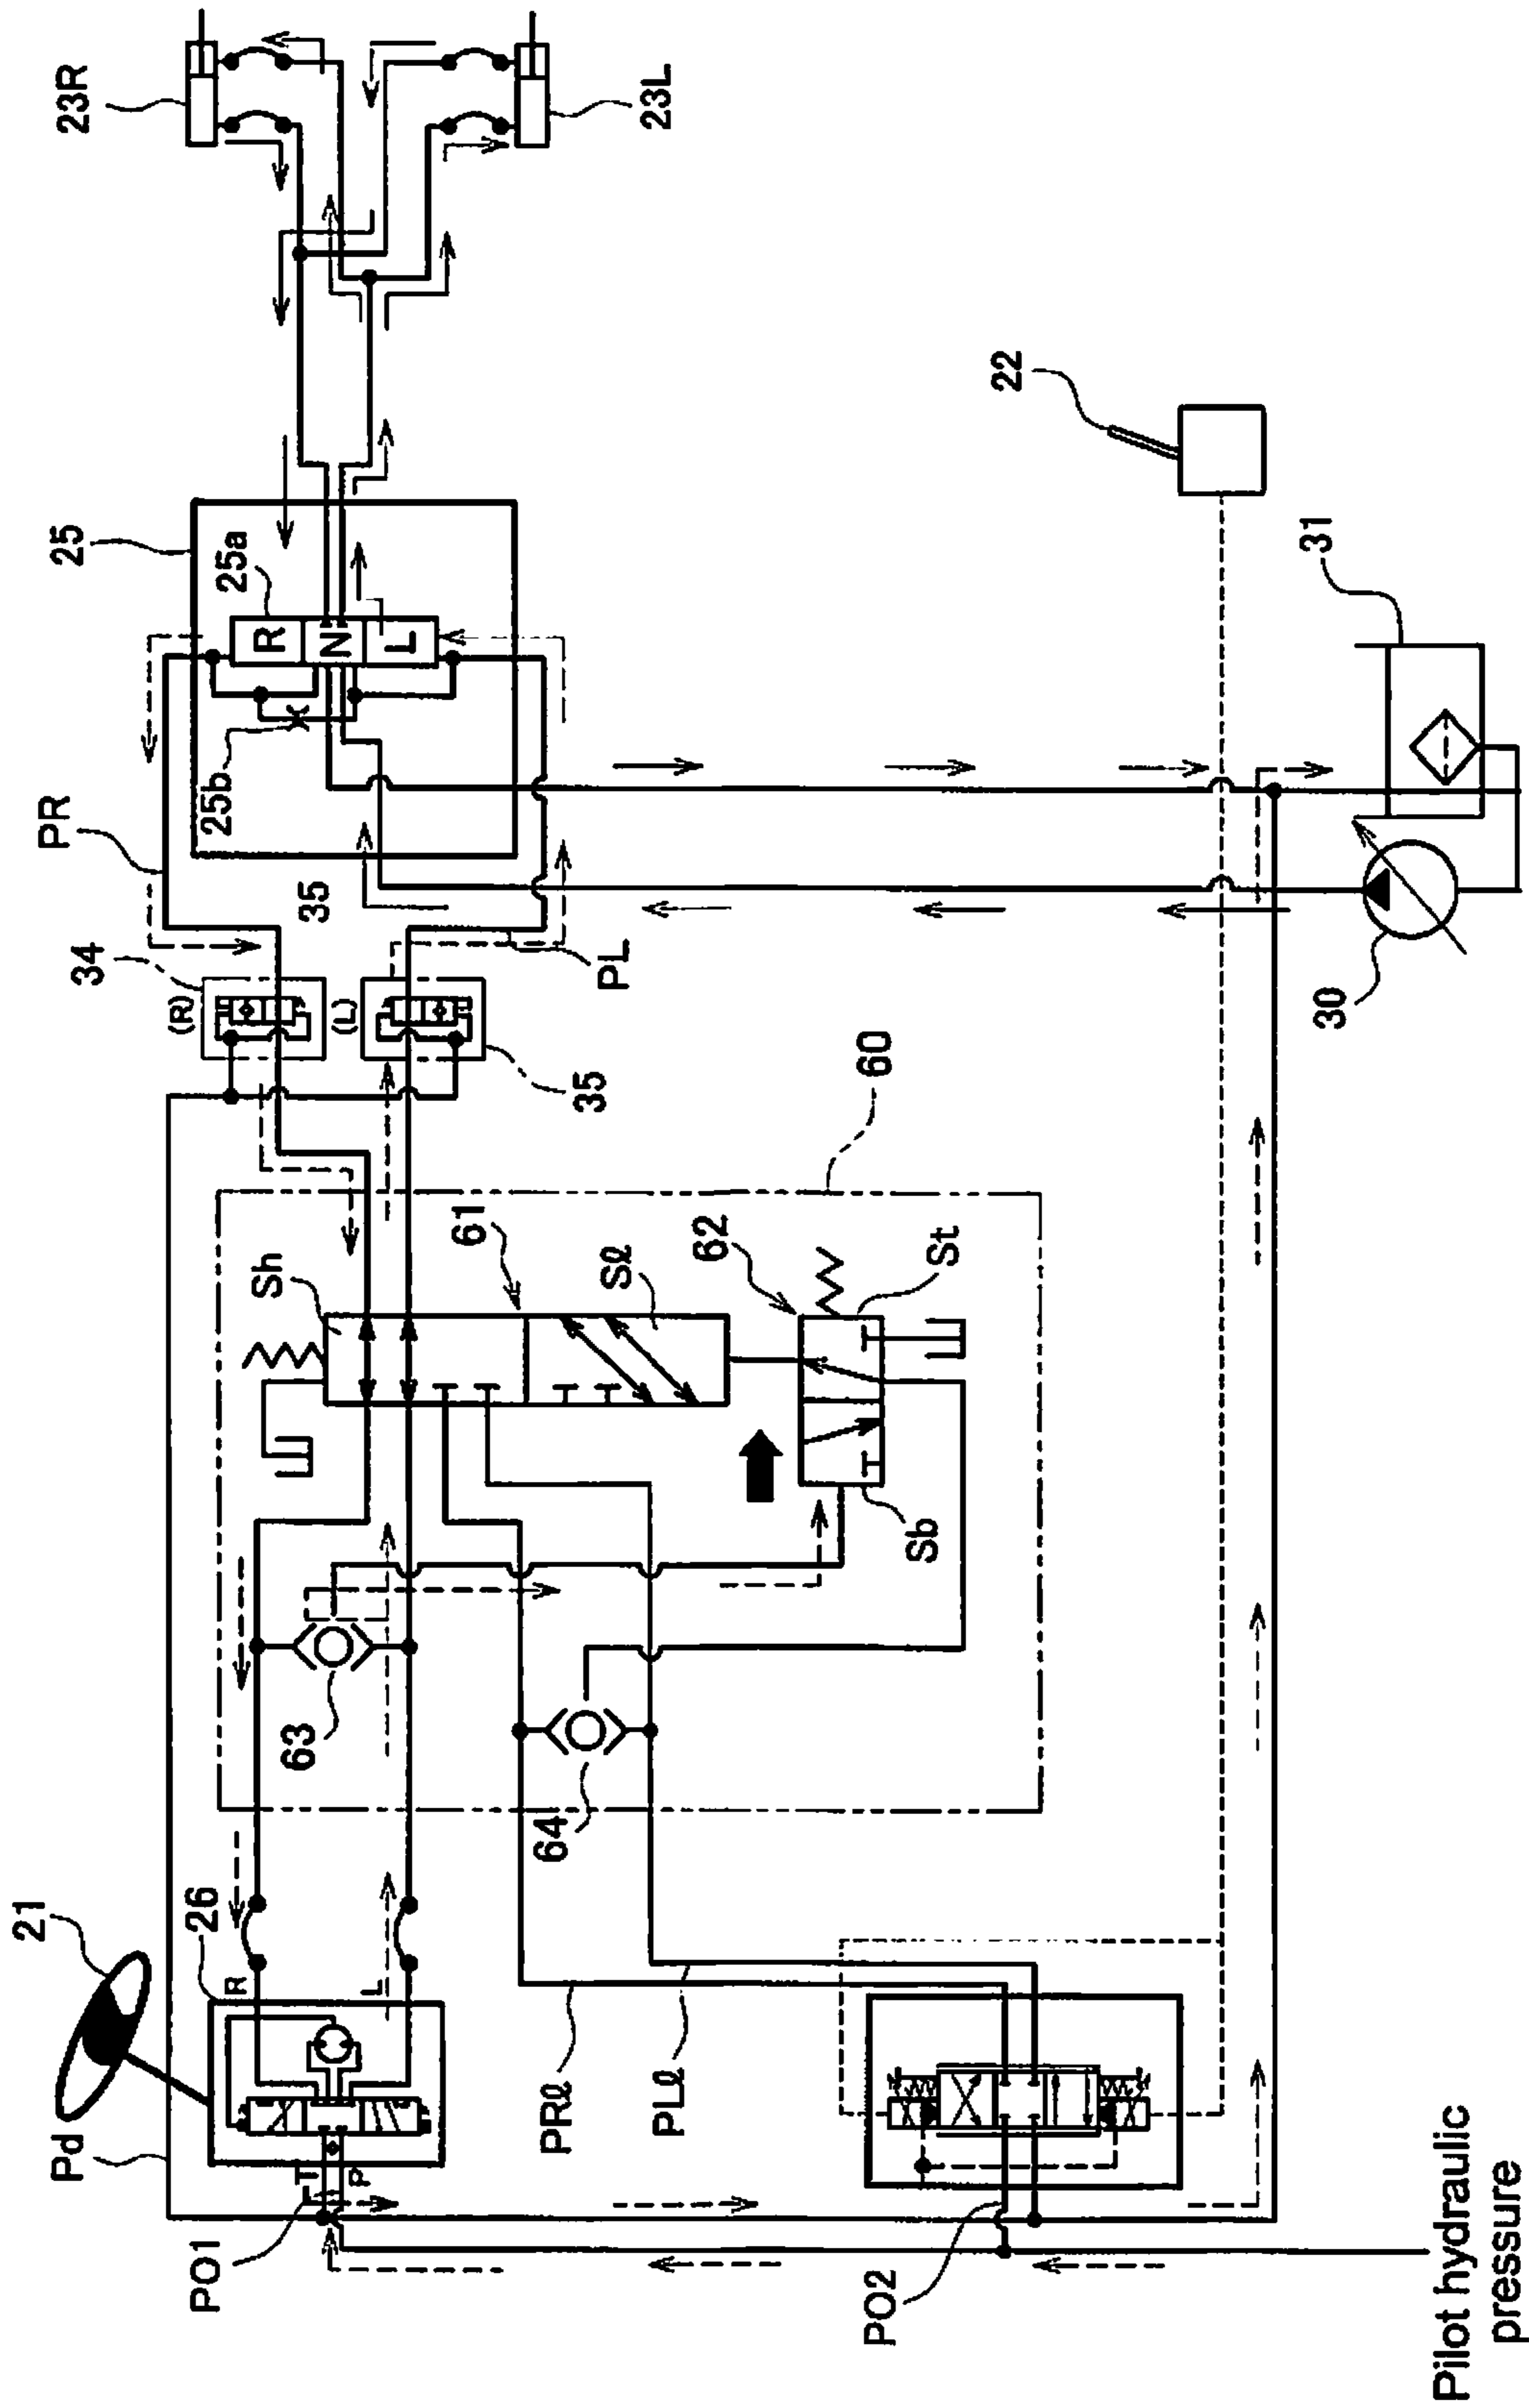 21
Pd
PO1
26
R
L
T
P
63
64
PRℓ
PLℓ
PO2
Pilot hydraulic
pressure
Sh
61
Sℓ
62
St
Sb
60
34
(R)
(L)
35
35
PR
PL
25
25a
25b
R
N
L
23R
23L
22
31
30